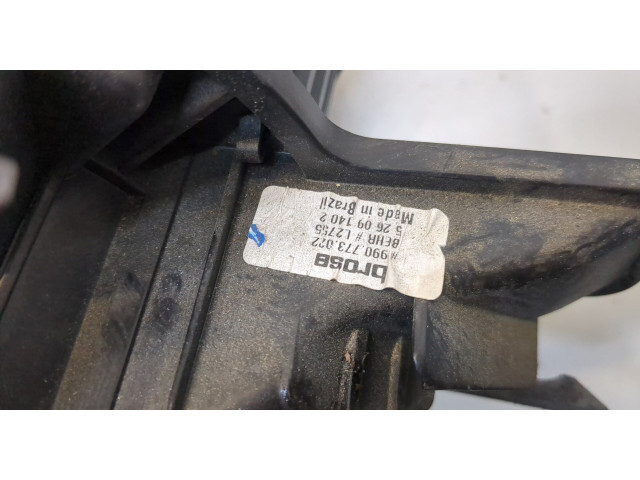 brose
# 990.773.022
BEHR # L2755
5 26 09 140 2
Made in Brazil